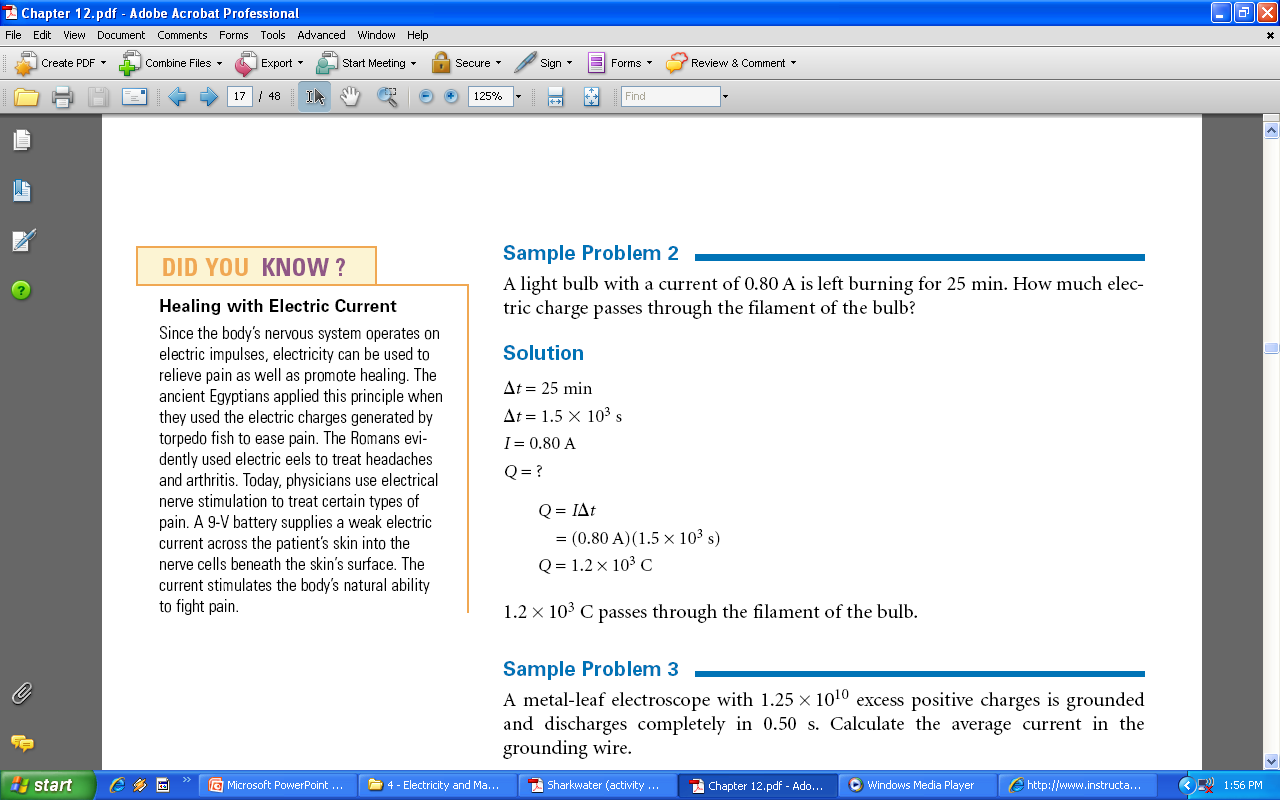 Chapter 12.pdf - Adobe Acrobat Professional
File Edit View Document Comments Forms Tools Advanced Window Help
Create PDF Combine Files Export Start Meeting Secure Sign Forms Review & Comment
17 / 48 125% Find
DID YOU KNOW ?
Healing with Electric Current
Since the body's nervous system operates on
electric impulses, electricity can be used to
relieve pain as well as promote healing. The
ancient Egyptians applied this principle when
they used the electric charges generated by
torpedo fish to ease pain. The Romans evi-
dently used electric eels to treat headaches
and arthritis. Today, physicians use electrical
nerve stimulation to treat certain types of
pain. A 9-V battery supplies a weak electric
current across the patient's skin into the
nerve cells beneath the skin's surface. The
current stimulates the body's natural ability
to fight pain.
Sample Problem 2
A light bulb with a current of 0.80 A is left burning for 25 min. How much elec-
tric charge passes through the filament of the bulb?
Solution
Δt = 25 min
Δt = 1.5 × 10³ s
I = 0.80 A
Q = ?
Q = IΔt
= (0.80 A)(1.5 × 10³ s)
Q = 1.2 × 10³ C
1.2 × 10³ C passes through the filament of the bulb.
Sample Problem 3
A metal-leaf electroscope with 1.25 × 10¹⁰ excess positive charges is grounded
and discharges completely in 0.50 s. Calculate the average current in the
grounding wire.
start Microsoft PowerPoint ... 4 - Electricity and Ma... Sharkwater (activity ... Chapter 12.pdf - Ado... Windows Media Player http://www.instructa... 1:56 PM